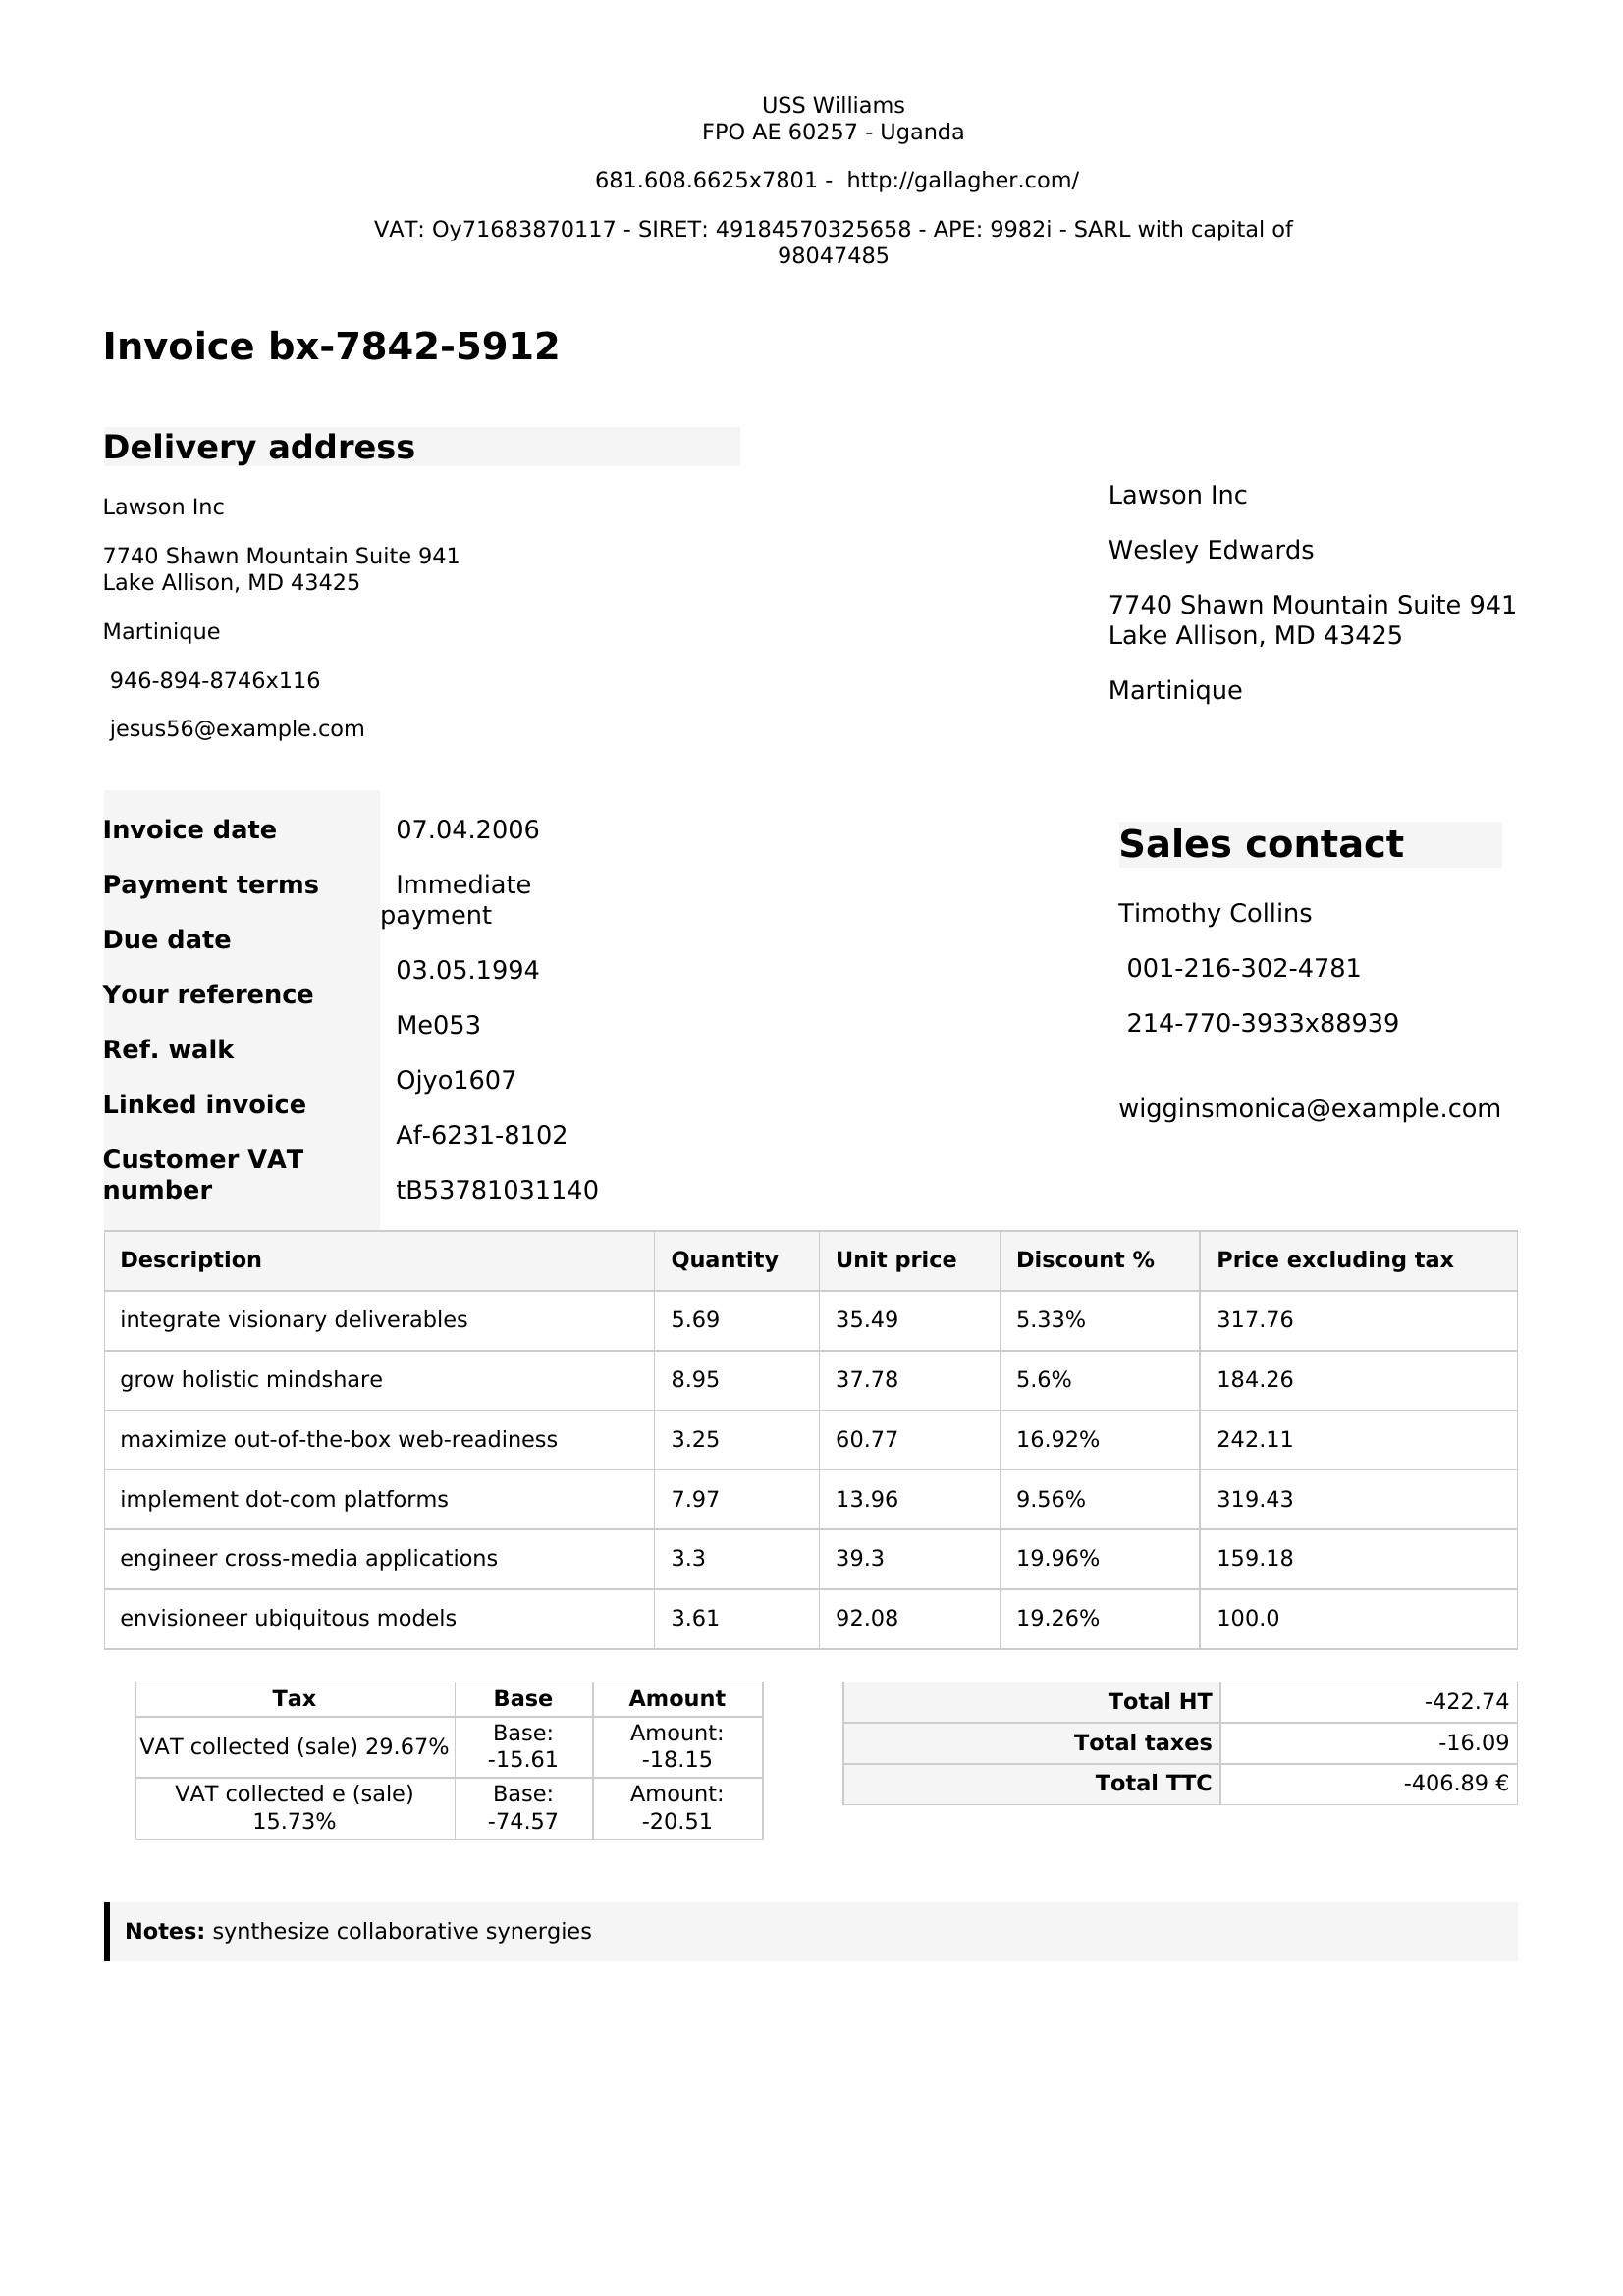 USS Williams
FPO AE 60257 - Uganda
681.608.6625x7801 - http://gallagher.com/
VAT: Oy71683870117 - SIRET: 49184570325658 - APE: 9982i - SARL with capital of
98047485
Invoice bx-7842-5912
Delivery address
Lawson Inc
7740 Shawn Mountain Suite 941
Lake Allison, MD 43425
Martinique
946-894-8746x116
jesus56@example.com
Lawson Inc
Wesley Edwards
7740 Shawn Mountain Suite 941
Lake Allison, MD 43425
Martinique
Invoice date
Payment terms
Due date
Your reference
Ref. walk
Linked invoice
Customer VAT
number
07.04.2006
Immediate
payment
03.05.1994
Me053
Ojyo1607
Af-6231-8102
tB53781031140
Sales contact
Timothy Collins
001-216-302-4781
214-770-3933x88939
wigginsmonica@example.com
Description Quantity Unit price Discount % Price excluding tax
integrate visionary deliverables 5.69 35.49 5.33% 317.76
grow holistic mindshare 8.95 37.78 5.6% 184.26
maximize out-of-the-box web-readiness 3.25 60.77 16.92% 242.11
implement dot-com platforms 7.97 13.96 9.56% 319.43
engineer cross-media applications 3.3 39.3 19.96% 159.18
envisioneer ubiquitous models 3.61 92.08 19.26% 100.0
Tax Base Amount
VAT collected (sale) 29.67% Base: -15.61 Amount: -18.15
VAT collected e (sale) 15.73% Base: -74.57 Amount: -20.51
Total HT -422.74
Total taxes -16.09
Total TTC -406.89 €
Notes: synthesize collaborative synergies